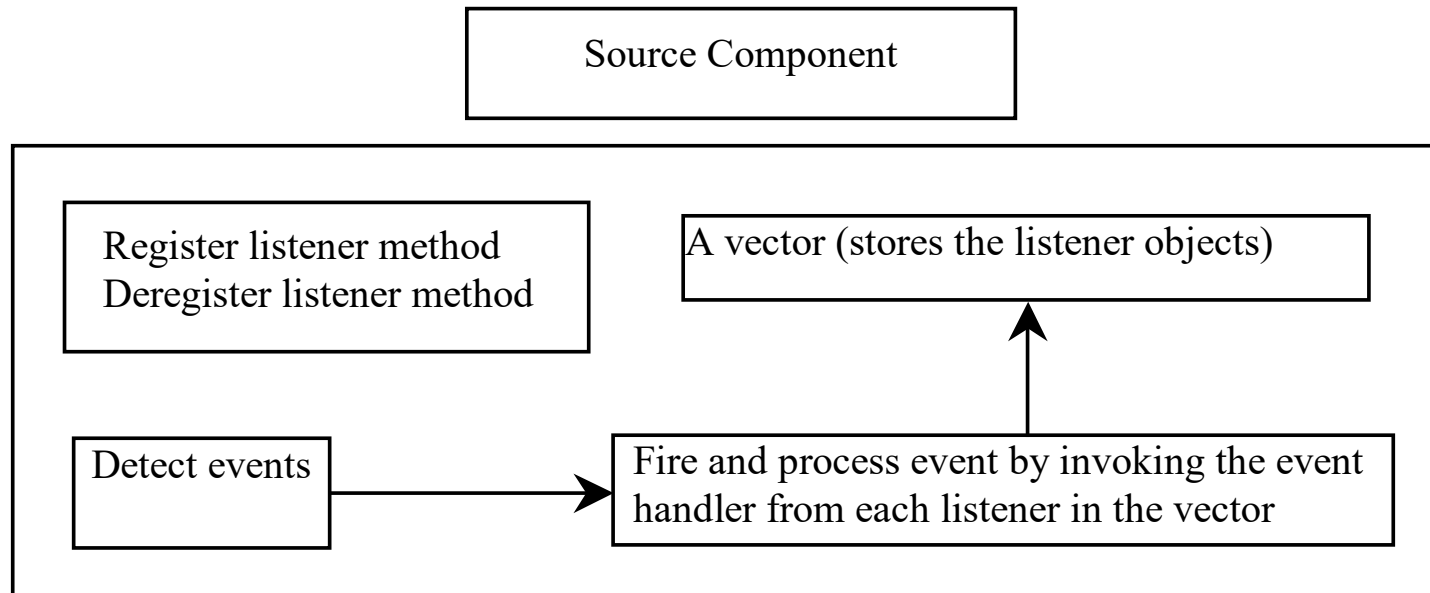 Source Component
Register listener method
Deregister listener method
A vector (stores the listener objects)
Detect events
Fire and process event by invoking the event
handler from each listener in the vector